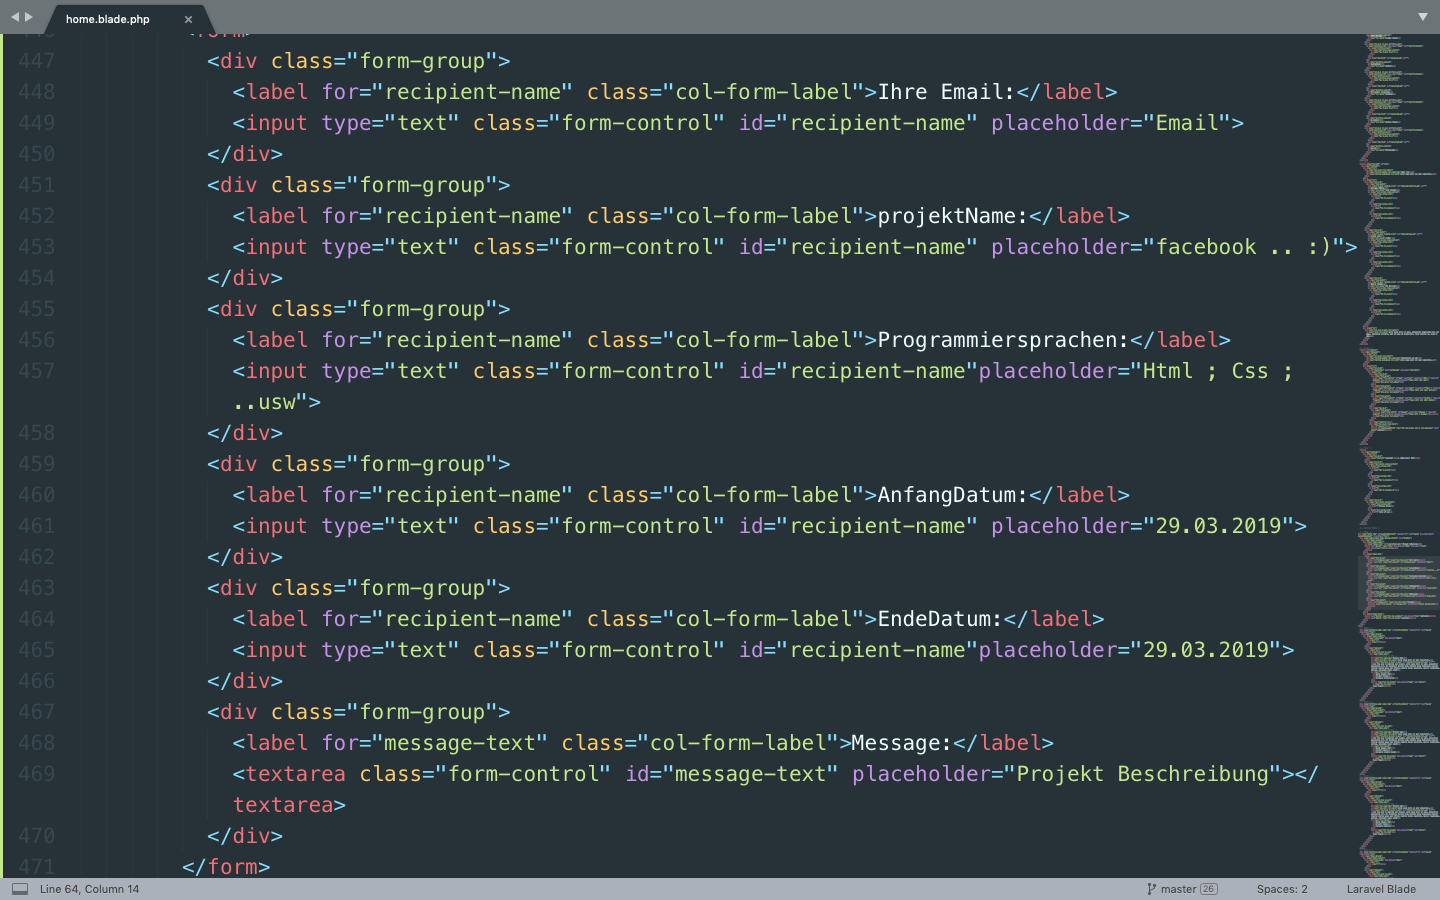 home.blade.php ×
446 <form>
447 <div class="form-group">
448 <label for="recipient-name" class="col-form-label">Ihre Email:</label>
449 <input type="text" class="form-control" id="recipient-name" placeholder="Email">
450 </div>
451 <div class="form-group">
452 <label for="recipient-name" class="col-form-label">projektName:</label>
453 <input type="text" class="form-control" id="recipient-name" placeholder="facebook .. :)">
454 </div>
455 <div class="form-group">
456 <label for="recipient-name" class="col-form-label">Programmiersprachen:</label>
457 <input type="text" class="form-control" id="recipient-name"placeholder="Html ; Css ;
..usw">
458 </div>
459 <div class="form-group">
460 <label for="recipient-name" class="col-form-label">AnfangDatum:</label>
461 <input type="text" class="form-control" id="recipient-name" placeholder="29.03.2019">
462 </div>
463 <div class="form-group">
464 <label for="recipient-name" class="col-form-label">EndeDatum:</label>
465 <input type="text" class="form-control" id="recipient-name"placeholder="29.03.2019">
466 </div>
467 <div class="form-group">
468 <label for="message-text" class="col-form-label">Message:</label>
469 <textarea class="form-control" id="message-text" placeholder="Projekt Beschreibung"></
textarea>
470 </div>
471 </form>
Line 64, Column 14 master 26 Spaces: 2 Laravel Blade